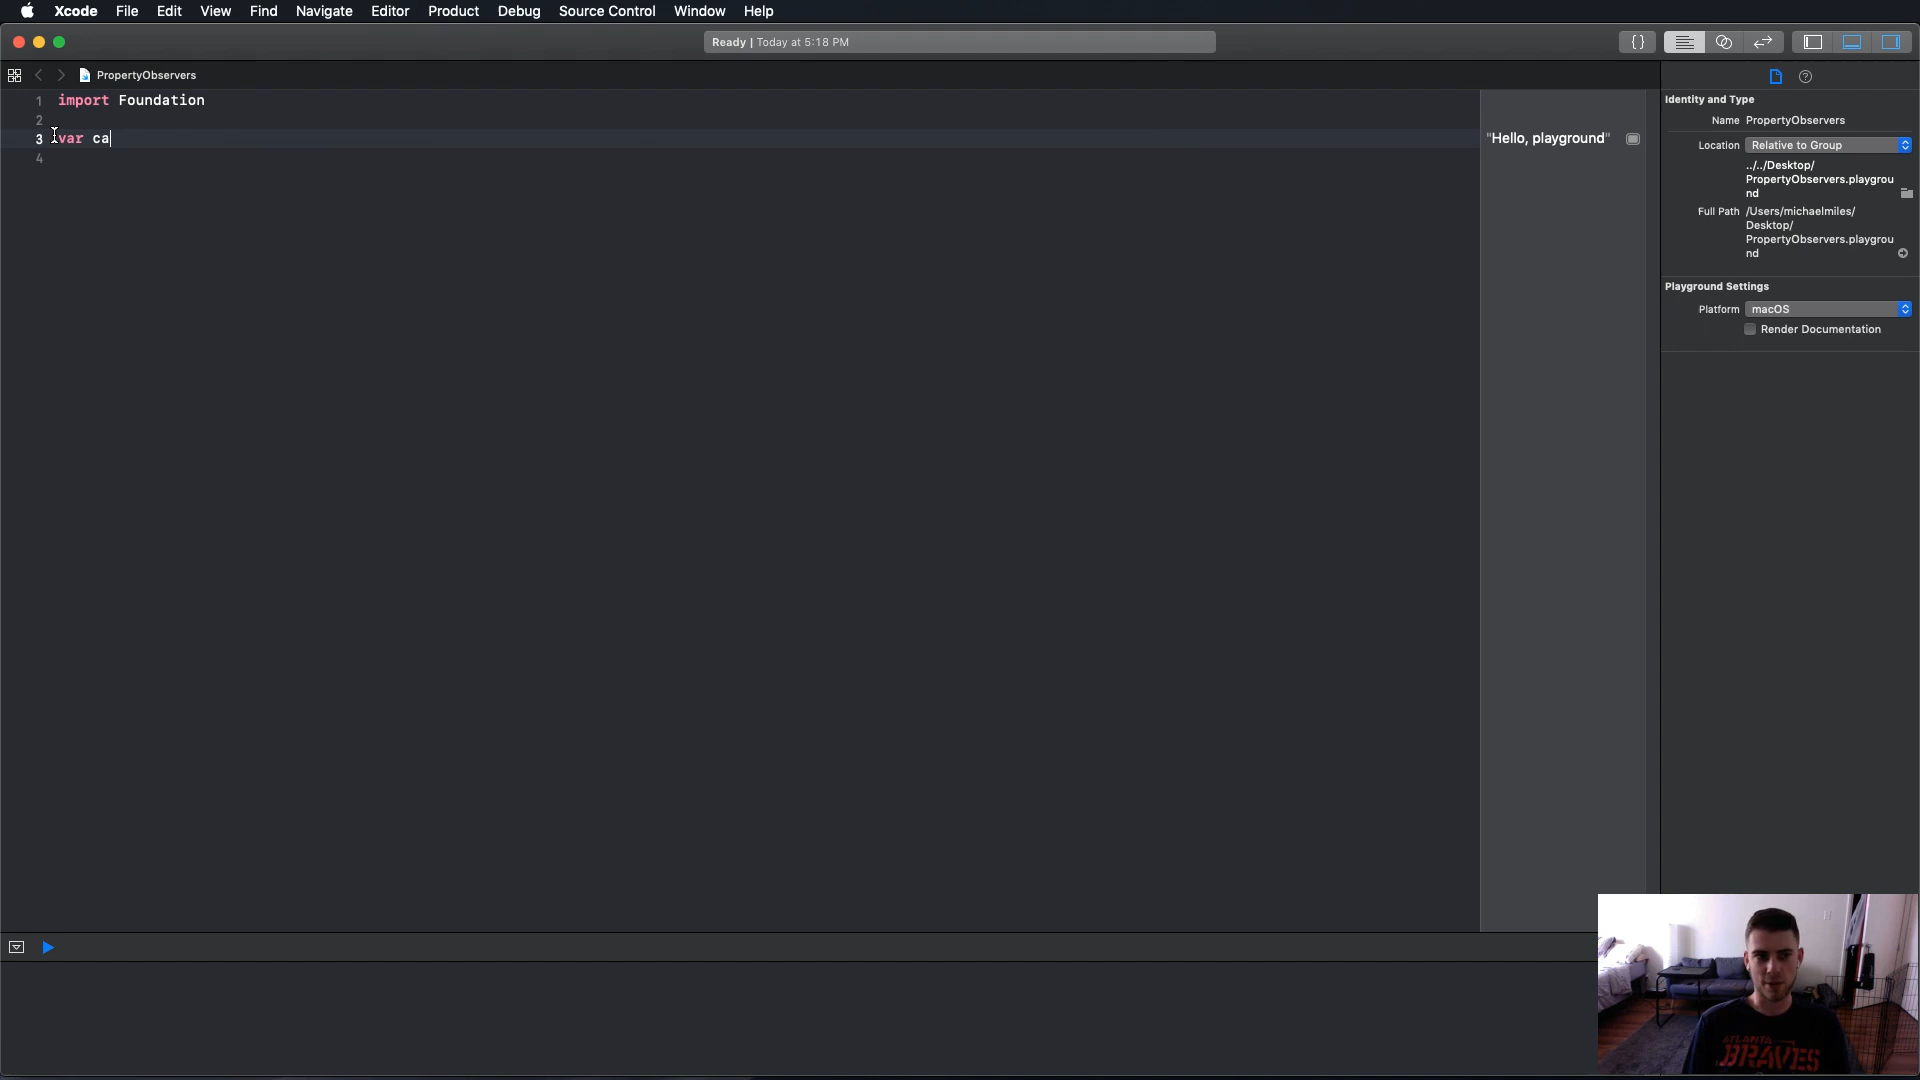 Xcode File Edit View Find Navigate Editor Product Debug Source Control Window Help
Ready | Today at 5:18 PM
{ }
PropertyObservers
1 import Foundation
2
3 var ca
4
"Hello, playground"
Identity and Type
Name PropertyObservers
Location Relative to Group
../../Desktop/
PropertyObservers.playgrou
nd
Full Path /Users/michaelmiles/
Desktop/
PropertyObservers.playgrou
nd
Playground Settings
Platform macOS
Render Documentation
ATLANTA
BRAVES